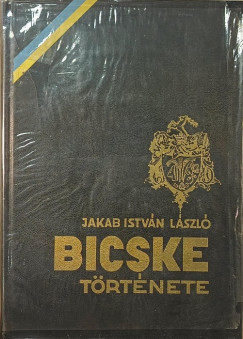 JAKAB ISTVÁN LÁSZLÓ
BICSKE
TÖRTÉNETE